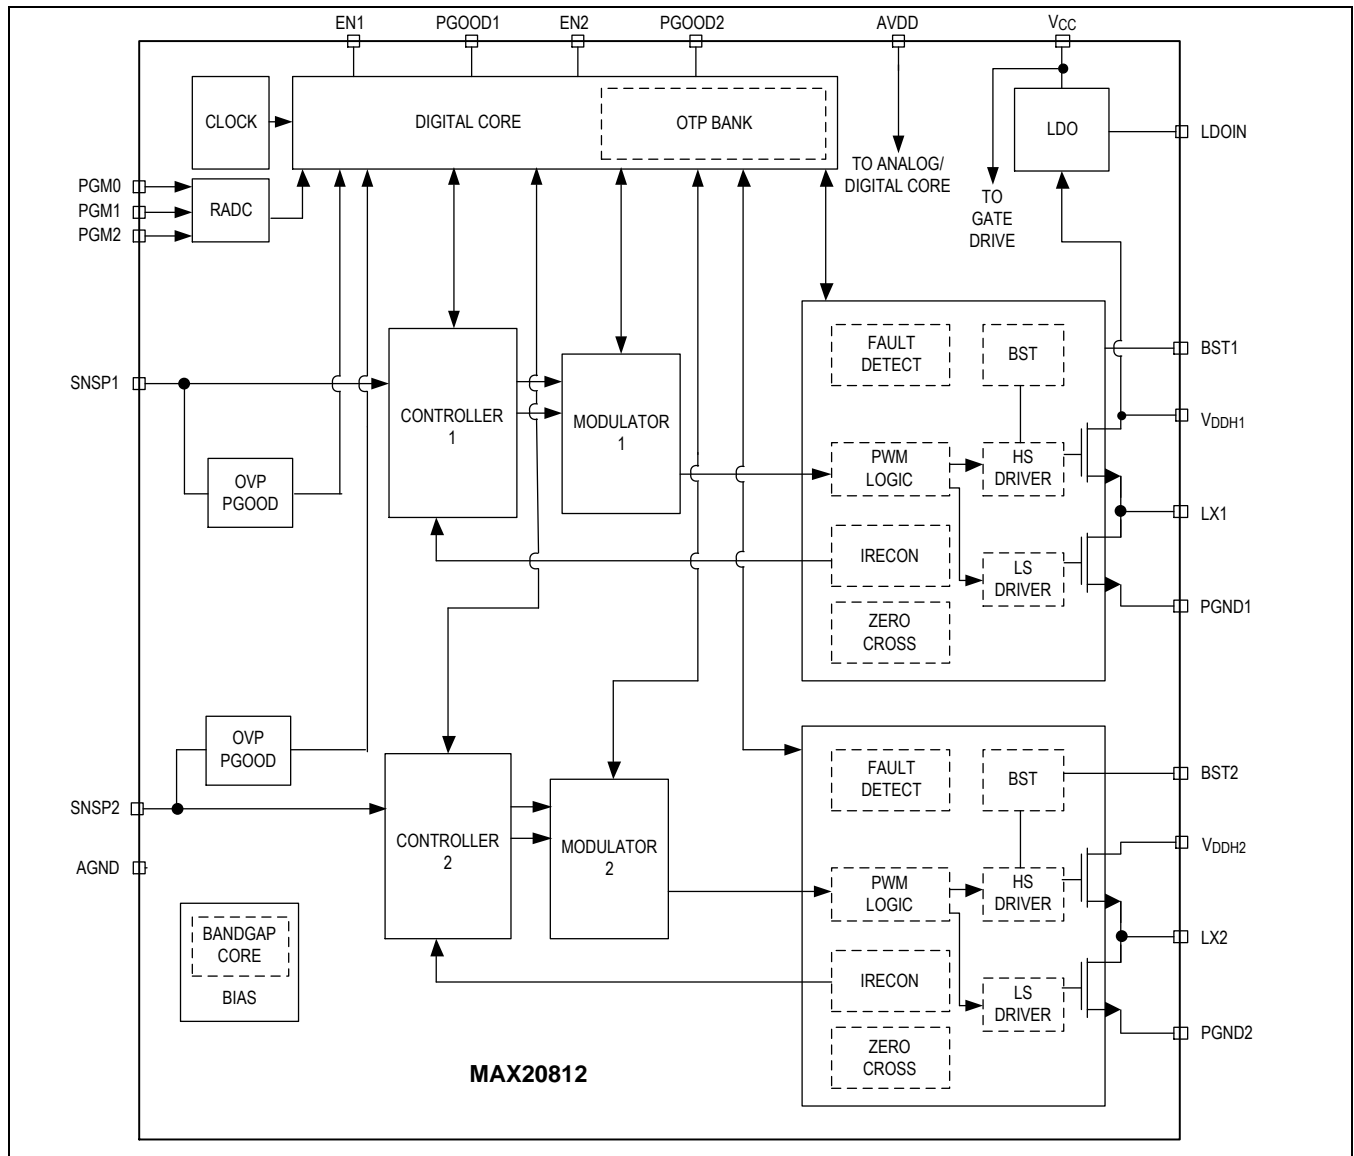 EN1
PGOOD1
EN2
PGOOD2
AVDD
VCC
CLOCK
DIGITAL CORE
OTP BANK
LDO
LDOIN
TO ANALOG/
DIGITAL CORE
TO
GATE
DRIVE
PGM0
PGM1
PGM2
RADC
SNSP1
OVP
PGOOD
CONTROLLER
1
MODULATOR
1
FAULT
DETECT
BST
BST1
VDDH1
PWM
LOGIC
HS
DRIVER
LX1
IRECON
LS
DRIVER
PGND1
ZERO
CROSS
OVP
PGOOD
SNSP2
AGND
CONTROLLER
2
MODULATOR
2
FAULT
DETECT
BST
BST2
VDDH2
PWM
LOGIC
HS
DRIVER
LX2
BANDGAP
CORE
BIAS
IRECON
LS
DRIVER
PGND2
ZERO
CROSS
MAX20812